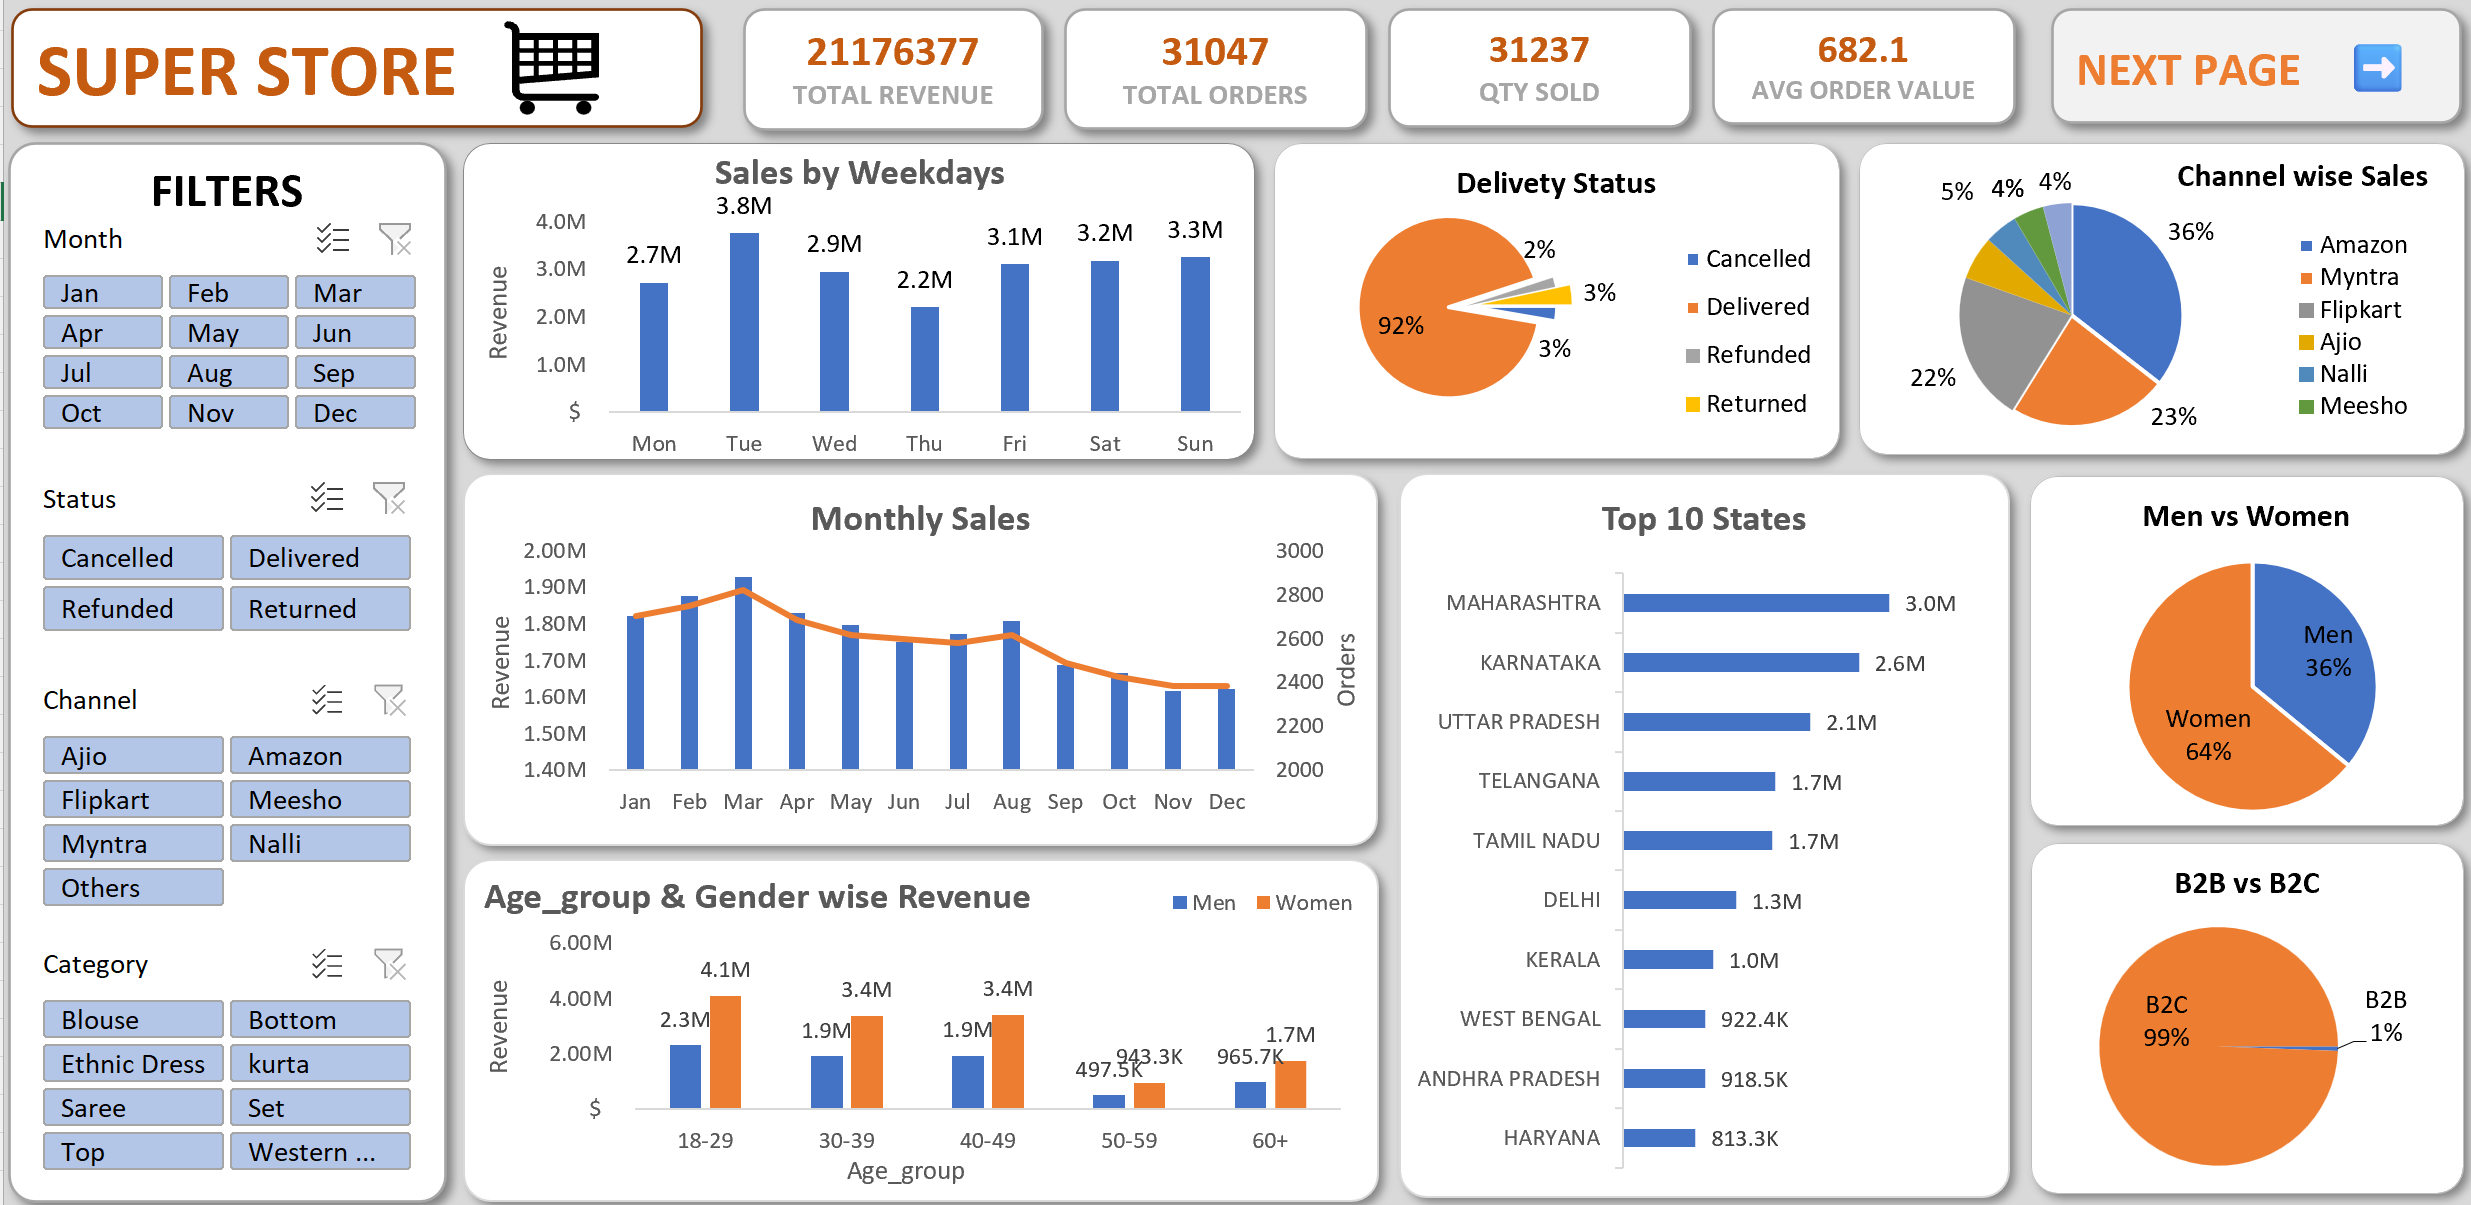 SUPER STORE
21176377
TOTAL REVENUE
31047
TOTAL ORDERS
31237
QTY SOLD
682.1
AVG ORDER VALUE
NEXT PAGE
FILTERS
Month
Jan Feb Mar
Apr May Jun
Jul Aug Sep
Oct Nov Dec
Status
Cancelled Delivered
Refunded Returned
Channel
Ajio Amazon
Flipkart Meesho
Myntra Nalli
Others
Category
Blouse Bottom
Ethnic Dress kurta
Saree Set
Top Western ...
Sales by Weekdays
Revenue
4.0M
3.0M
2.0M
1.0M
$
2.7M 3.8M 2.9M 2.2M 3.1M 3.2M 3.3M
Mon Tue Wed Thu Fri Sat Sun
Delivety Status
2%
3%
92%
3%
Cancelled
Delivered
Refunded
Returned
Channel wise Sales
5% 4% 4%
36%
22%
23%
Amazon
Myntra
Flipkart
Ajio
Nalli
Meesho
Monthly Sales
Revenue
2.00M
1.90M
1.80M
1.70M
1.60M
1.50M
1.40M
3000
2800
2600
2400
2200
2000
Orders
Jan Feb Mar Apr May Jun Jul Aug Sep Oct Nov Dec
Top 10 States
MAHARASHTRA 3.0M
KARNATAKA 2.6M
UTTAR PRADESH 2.1M
TELANGANA 1.7M
TAMIL NADU 1.7M
DELHI 1.3M
KERALA 1.0M
WEST BENGAL 922.4K
ANDHRA PRADESH 918.5K
HARYANA 813.3K
Men vs Women
Men
36%
Women
64%
Age_group & Gender wise Revenue
Men Women
Revenue
6.00M
4.00M
2.00M
$
2.3M 4.1M 1.9M 3.4M 1.9M 3.4M 497.5K 943.3K 965.7K 1.7M
18-29 30-39 40-49 50-59 60+
Age_group
B2B vs B2C
B2C
99%
B2B
1%